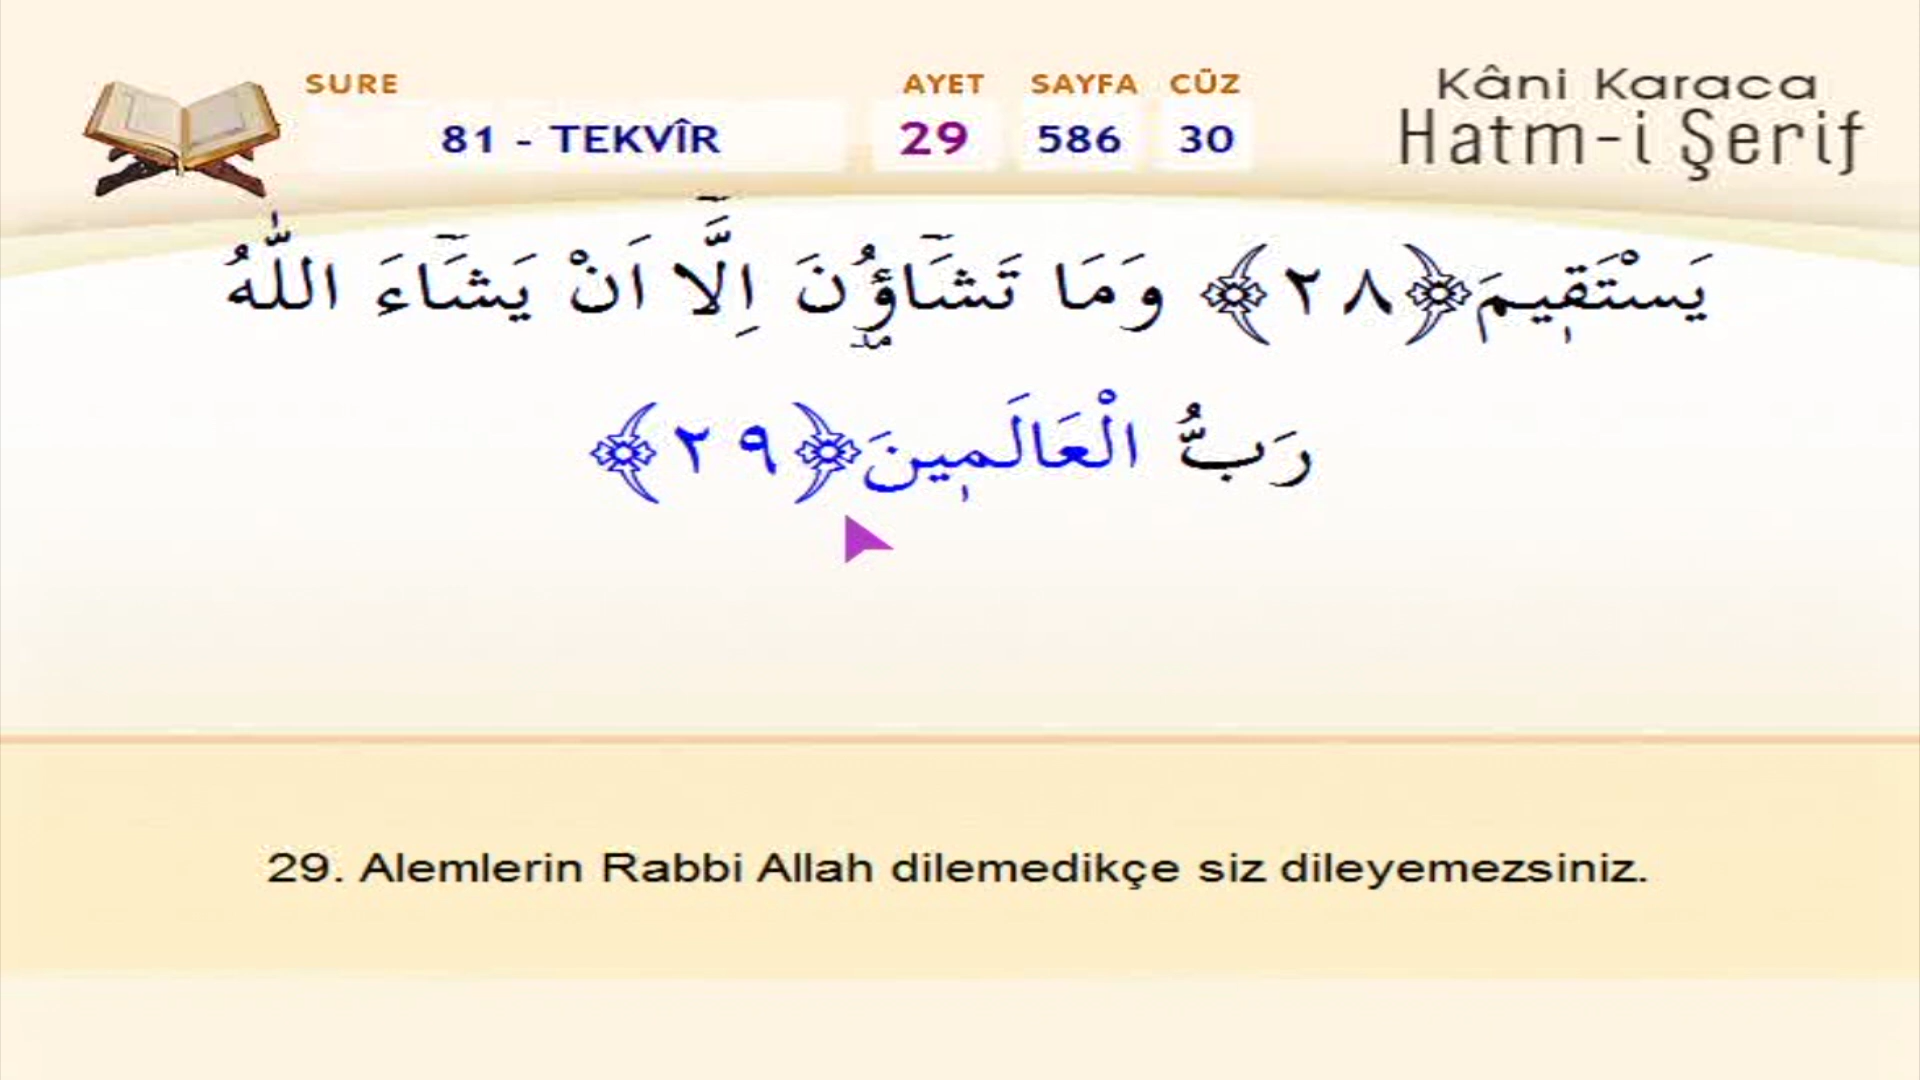 SURE AYET SAYFA CÜZ
81 - TEKVÎR 29 586 30
Kâni Karaca
Hatm-i Şerif
يَسْتَقٖيمَ ﴿٢٨﴾ وَمَا تَشَٓاؤُ۫نَ اِلَّٓا اَنْ يَشَٓاءَ اللّٰهُ
رَبُّ الْعَالَمٖينَ ﴿٢٩﴾
29. Alemlerin Rabbi Allah dilemedikçe siz dileyemezsiniz.